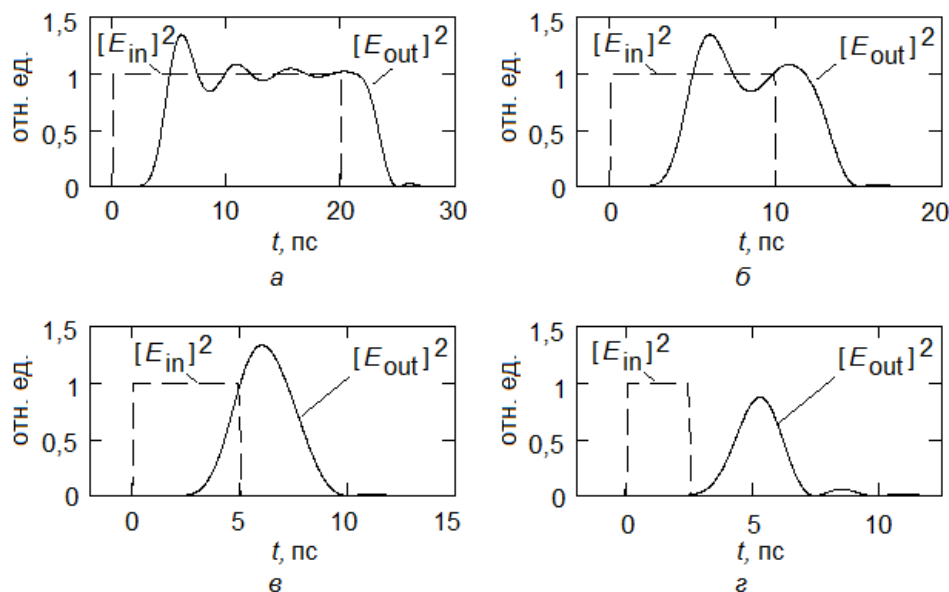 1,5
[E_in]^2
[E_out]^2
1
0,5
0
отн. ед.
0 10 20 30
t, пс
а
1,5
[E_in]^2
[E_out]^2
1
0,5
0
отн. ед.
0 10 20
t, пс
б
1,5
[E_in]^2
[E_out]^2
1
0,5
0
отн. ед.
0 5 10 15
t, пс
в
1,5
[E_in]^2
[E_out]^2
1
0,5
0
отн. ед.
0 5 10
t, пс
г